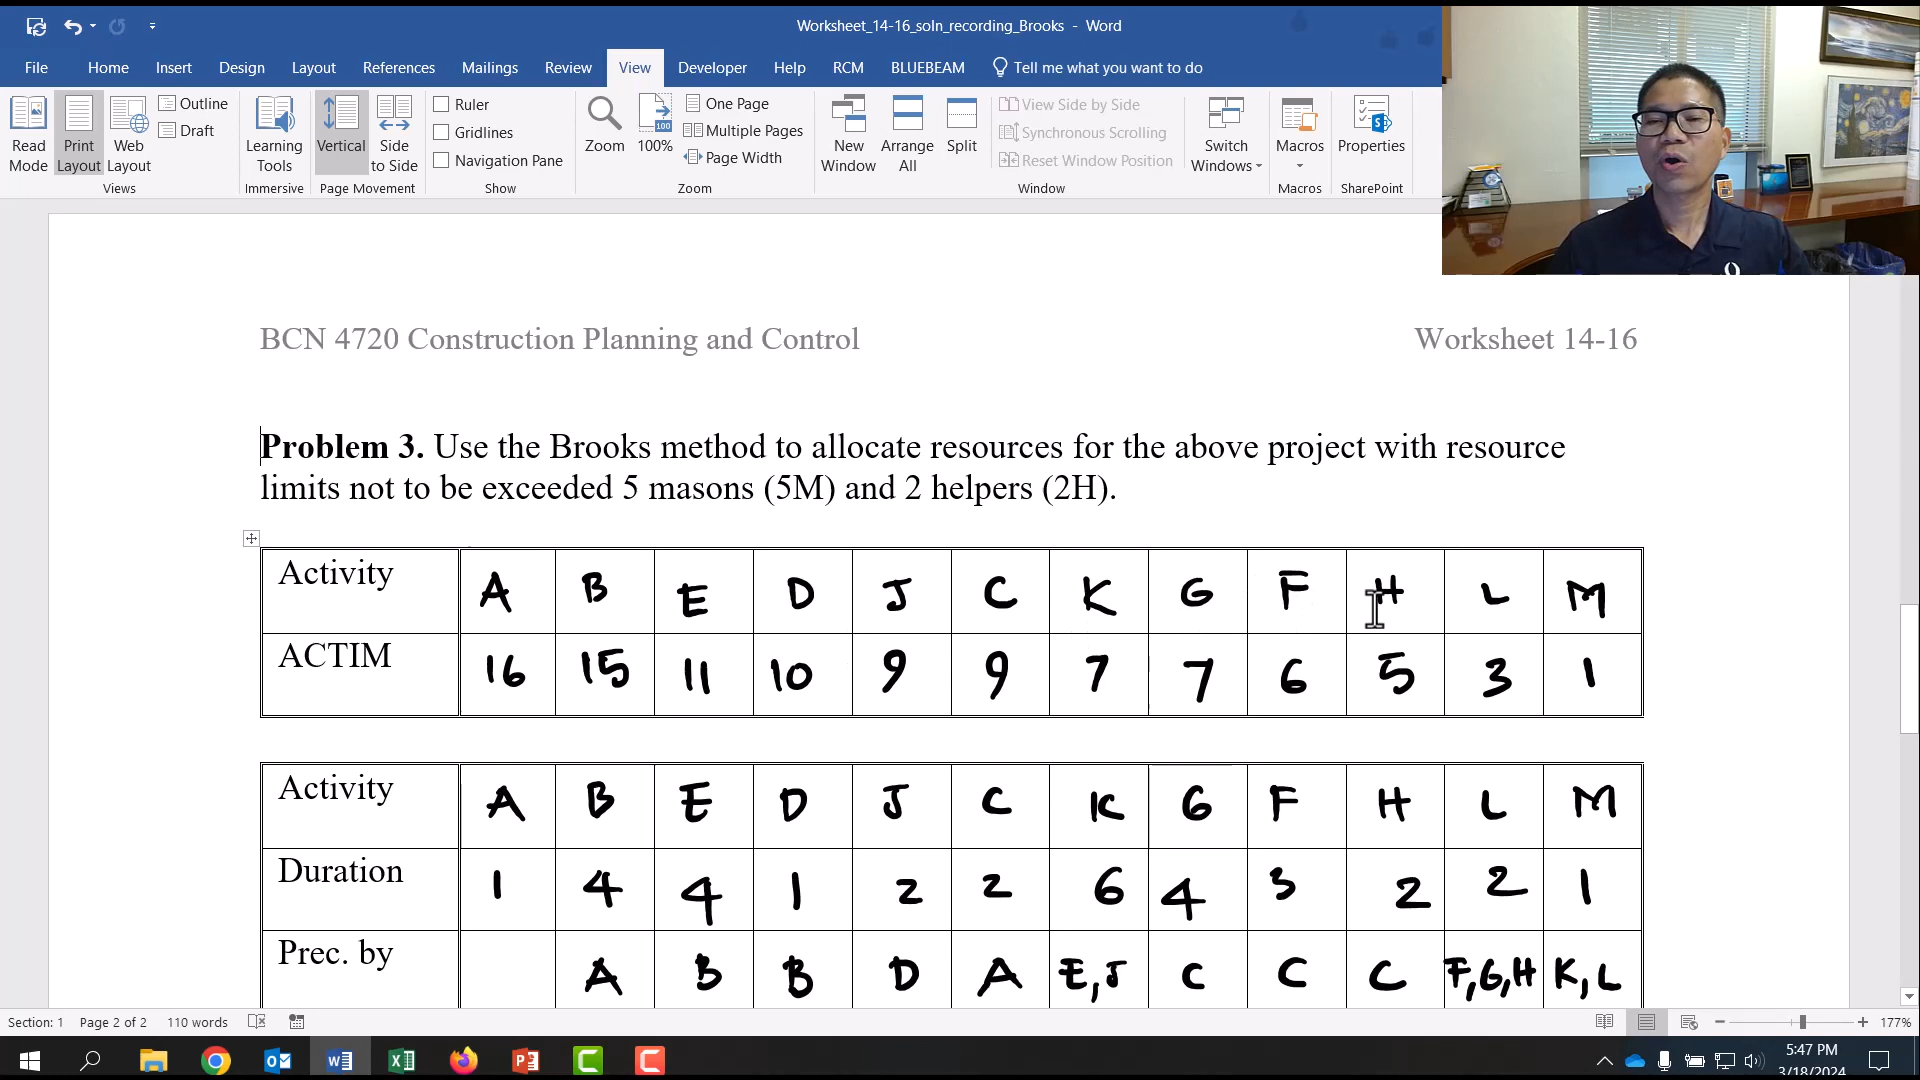 Worksheet_14-16_soln_recording_Brooks - Word
File Home Insert Design Layout References Mailings Review View Developer Help RCM BLUEBEAM Tell me what you want to do
Read Mode
Print Layout
Web Layout
Outline
Draft
Views
Learning Tools
Immersive
Vertical
Side to Side
Page Movement
Ruler
Gridlines
Navigation Pane
Show
Zoom
100
100%
One Page
Multiple Pages
Page Width
Zoom
New Window
Arrange All
Split
View Side by Side
Synchronous Scrolling
Reset Window Position
Window
Switch Windows
Macros
Macros
Properties
SharePoint
BCN 4720 Construction Planning and Control Worksheet 14-16
Problem 3. Use the Brooks method to allocate resources for the above project with resource
limits not to be exceeded 5 masons (5M) and 2 helpers (2H).
Activity A B E D J C K G F H L M
ACTIM 16 15 11 10 9 9 7 7 6 5 3 1
Activity A B E D J C K G F H L M
Duration 1 4 4 1 2 2 6 4 3 2 2 1
Prec. by A B B D A E,J C C C F,G,H K,L
Section: 1 Page 2 of 2 110 words 177%
5:47 PM
3/18/2024